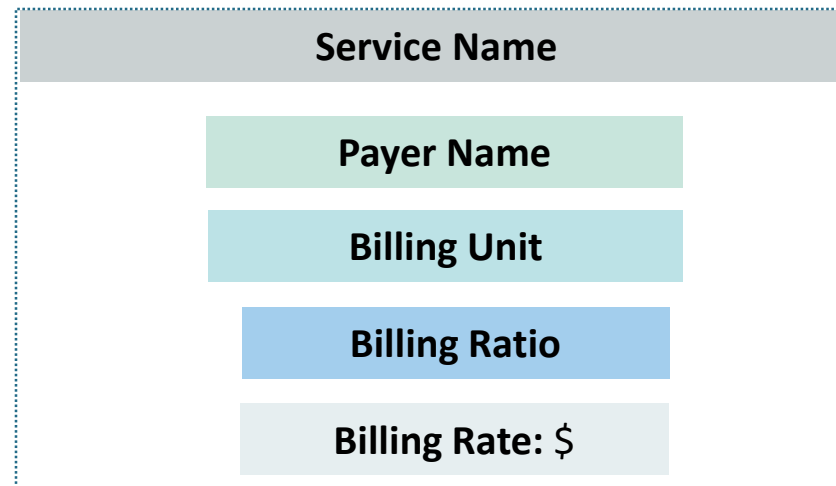 Service Name
Payer Name
Billing Unit
Billing Ratio
Billing Rate: $